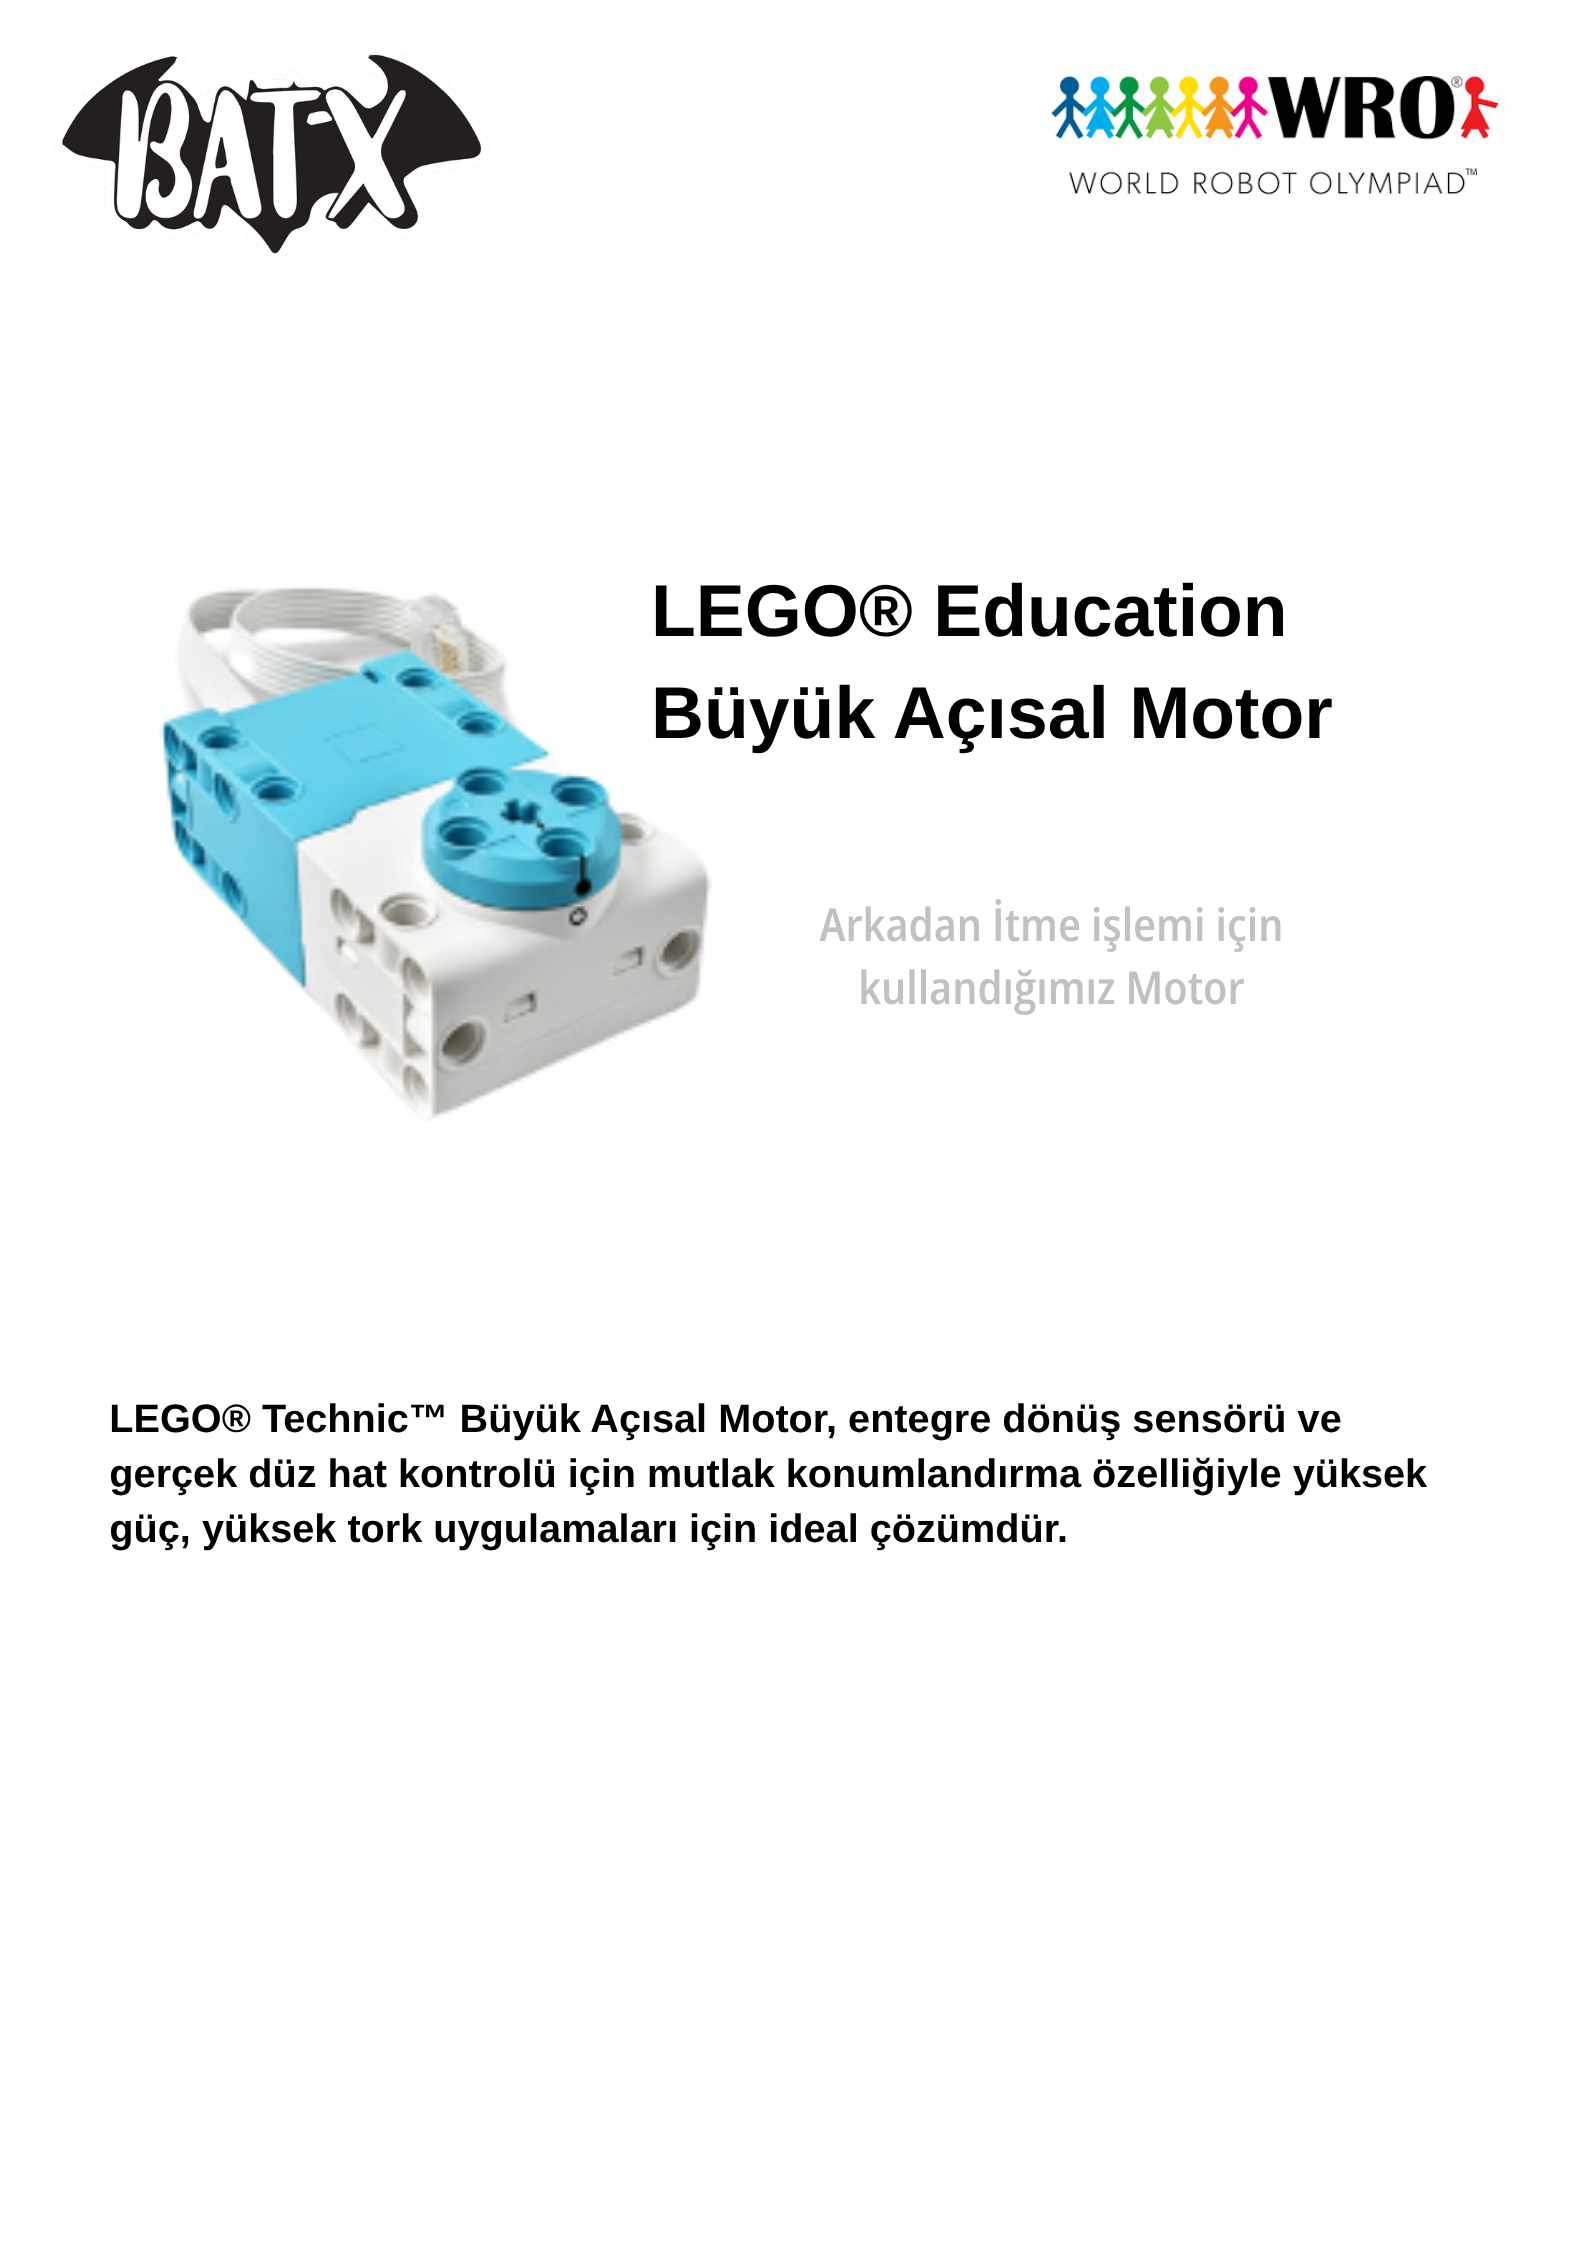 BAT-X
WRO®
WORLD ROBOT OLYMPIAD™
LEGO® Education
Büyük Açısal Motor
Arkadan İtme işlemi için
kullandığımız Motor
LEGO® Technic™ Büyük Açısal Motor, entegre dönüş sensörü ve
gerçek düz hat kontrolü için mutlak konumlandırma özelliğiyle yüksek
güç, yüksek tork uygulamaları için ideal çözümdür.